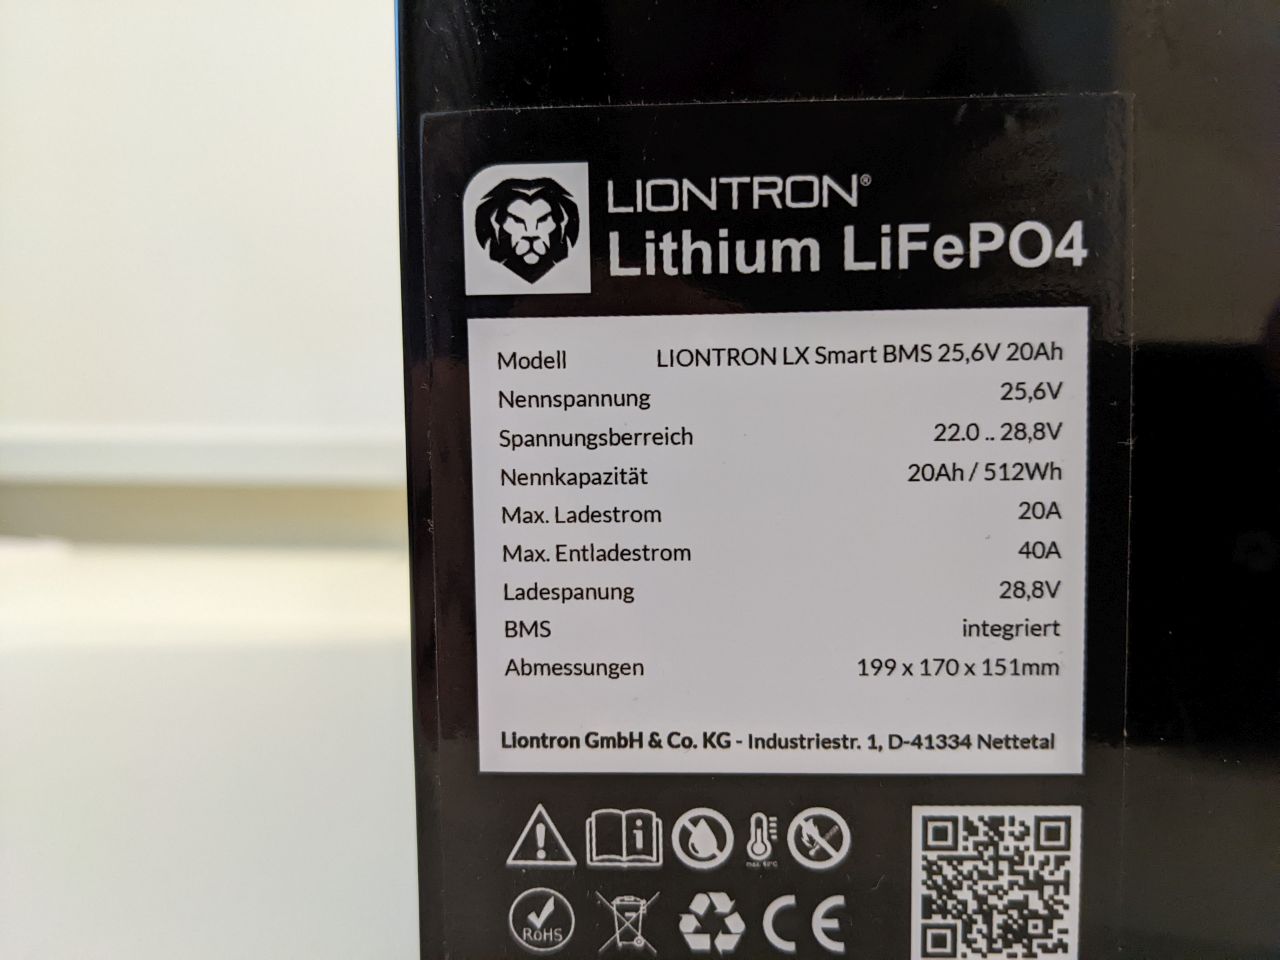 LIONTRON®
Lithium LiFePO4
Modell LIONTRON LX Smart BMS 25,6V 20Ah
Nennspannung 25,6V
Spannungsberreich 22.0 .. 28,8V
Nennkapazität 20Ah / 512Wh
Max. Ladestrom 20A
Max. Entladestrom 40A
Ladespanung 28,8V
BMS integriert
Abmessungen 199 x 170 x 151mm
Liontron GmbH & Co. KG - Industriestr. 1, D-41334 Nettetal
RoHS CE